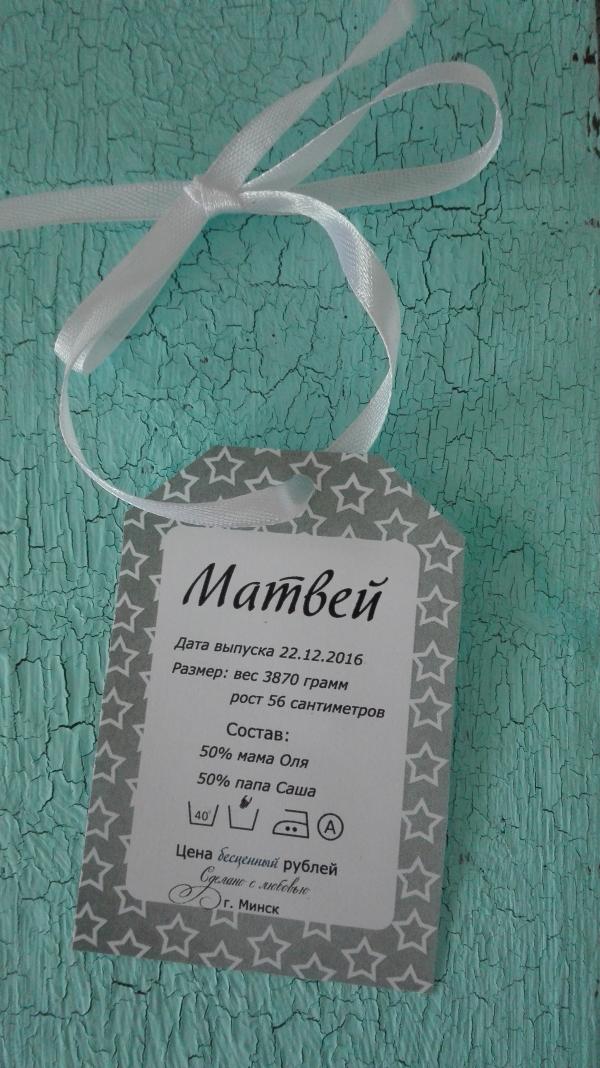 Матвей
Дата выпуска 22.12.2016
Размер: вес 3870 грамм
рост 56 сантиметров
Состав:
50% мама Оля
50% папа Саша
40 A
Цена бесценный рублей
Сделано с любовью
г. Минск